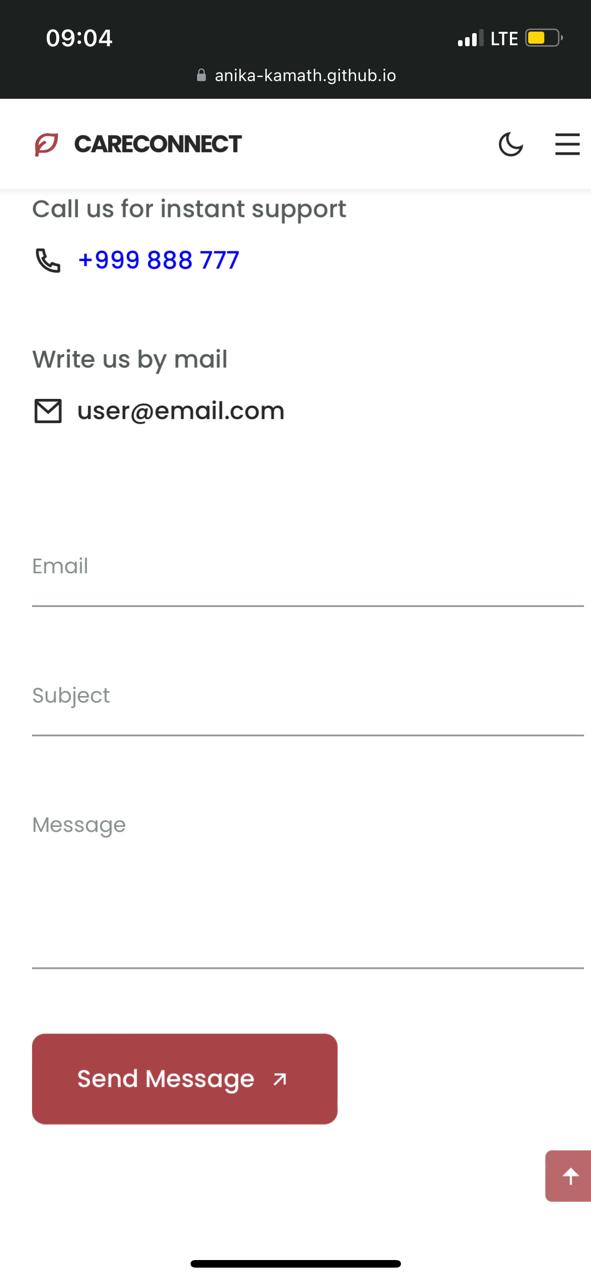 09:04
LTE
anika-kamath.github.io
CARECONNECT
Call us for instant support
+999 888 777
Write us by mail
user@email.com
Email
Subject
Message
Send Message